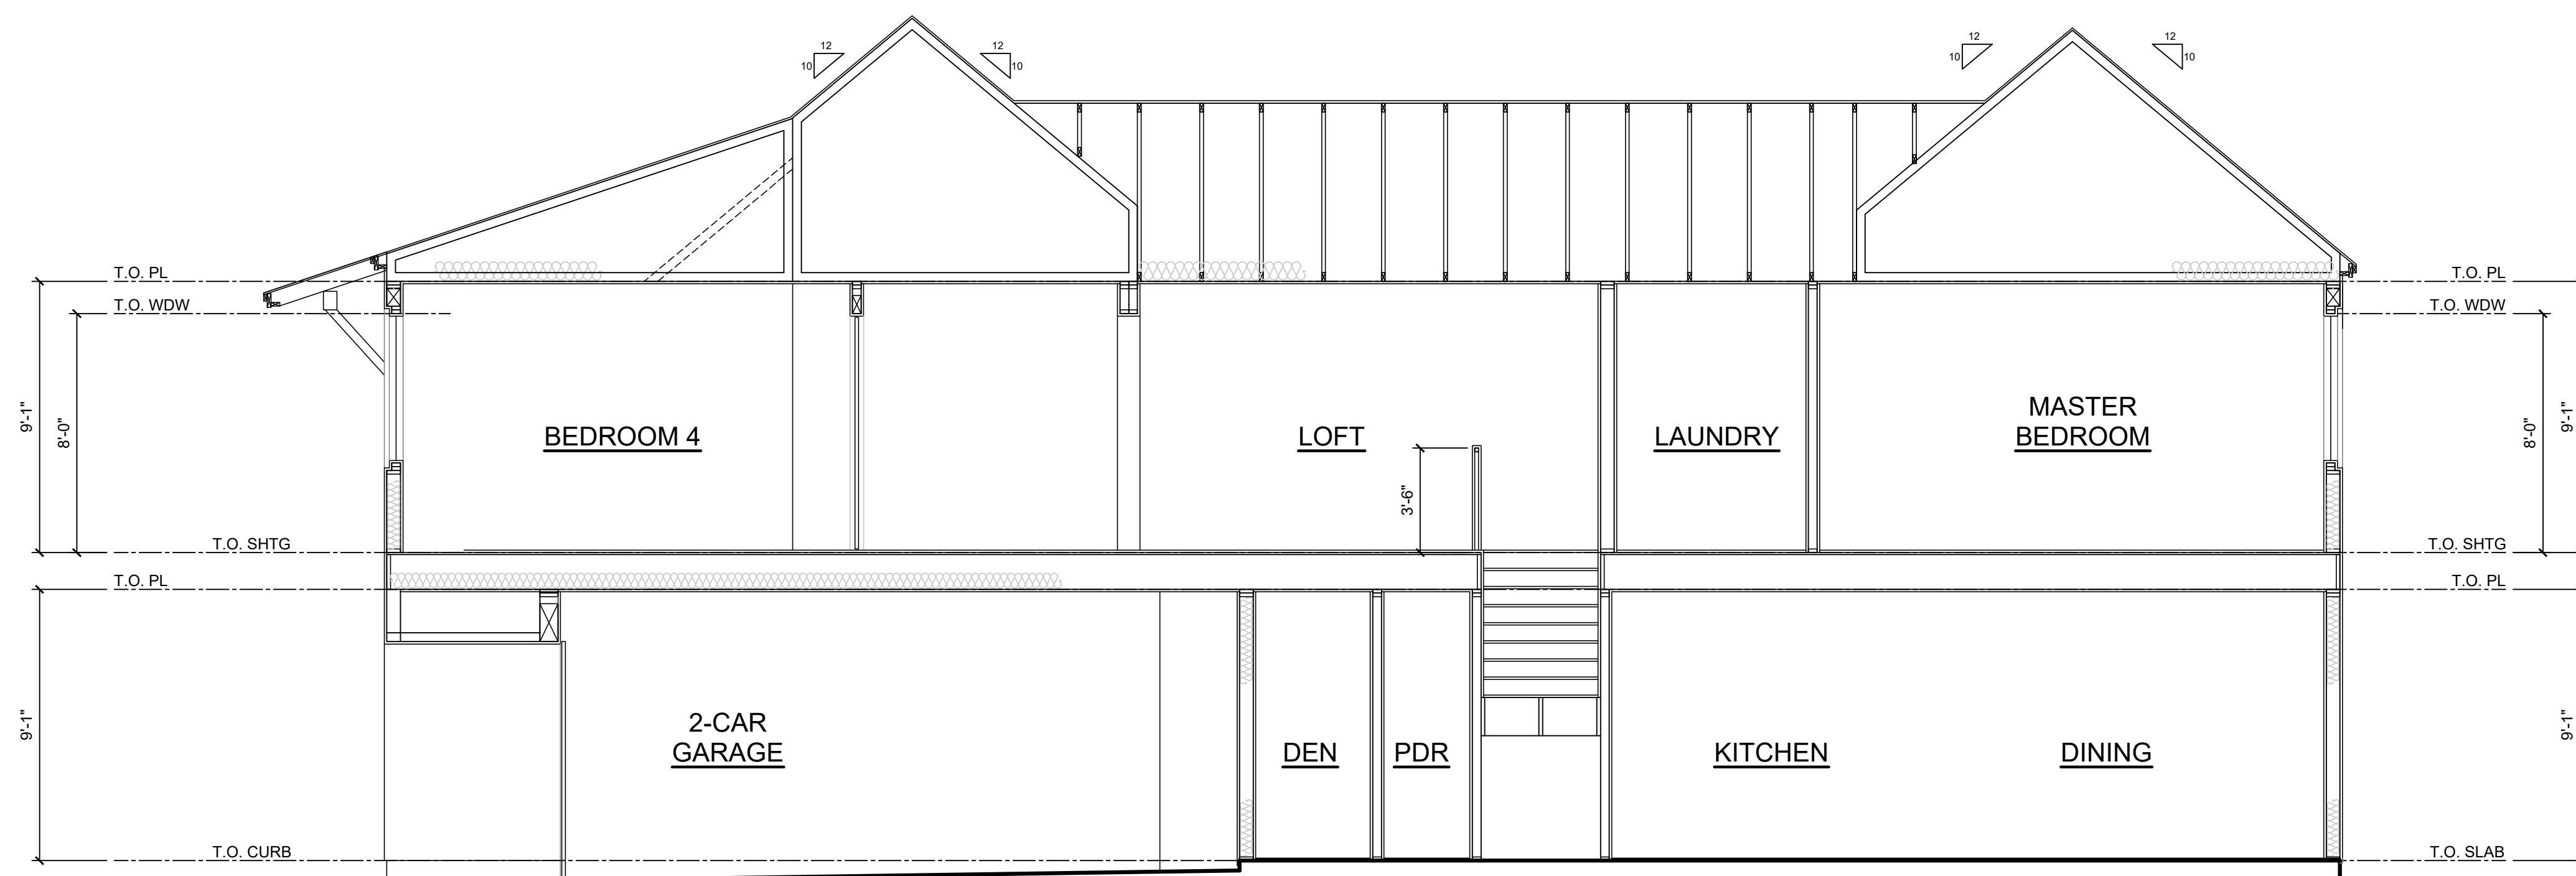 12
12
12
12
10
10
10
10
T.O. PL
T.O. PL
T.O. WDW
T.O. WDW
9'-1"
8'-0"
BEDROOM 4
LOFT
LAUNDRY
MASTER
BEDROOM
8'-0"
9'-1"
3'-6"
T.O. SHTG
T.O. SHTG
T.O. PL
T.O. PL
9'-1"
2-CAR
GARAGE
DEN
PDR
KITCHEN
DINING
9'-1"
T.O. CURB
T.O. SLAB